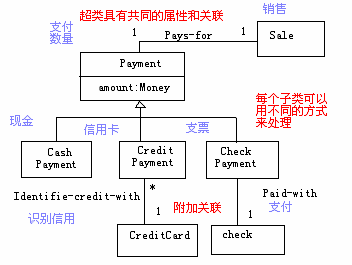 超类具有共同的属性和关联
销售
支付
数量
1 Pays-for 1
Sale
Payment
amount:Money
每个子类可以
用不同的方式
来处理
现金
信用卡
支票
Cash
Payment
Credit
Payment
Check
Payment
Identifie-credit-with
*
Paid-with
识别信用
1
附加关联
1
支付
CreditCard
check